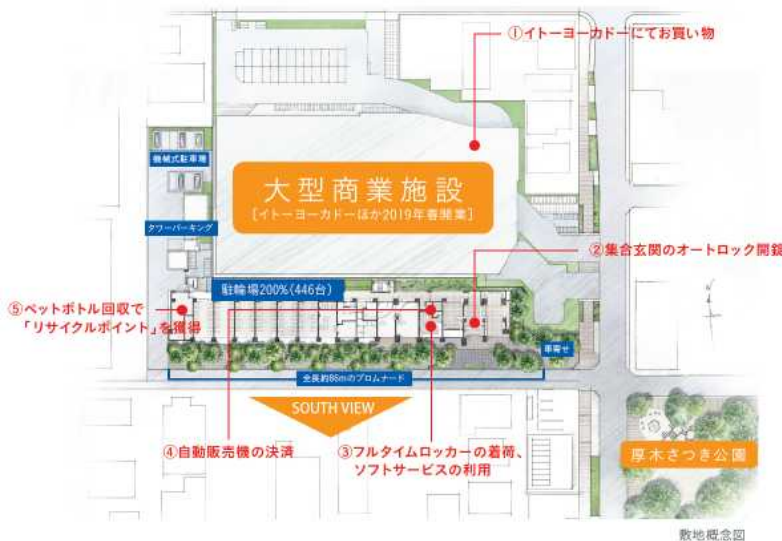 ①イトーヨーカドーにてお買い物
機械式駐車場
大型商業施設
[イトーヨーカドーほか2019年春開業]
タワーパーキング
②集合玄関のオートロック開錠
駐輪場200%(446台)
⑤ペットボトル回収で
「リサイクルポイント」を獲得
車寄せ
全長約86mのプロムナード
SOUTH VIEW
④自動販売機の決済
③フルタイムロッカーの着荷、
ソフトサービスの利用
厚木さつき公園
敷地概念図